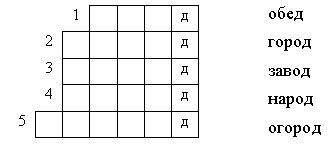 1 д обед
2 д город
3 д завод
4 д народ
5 д огород